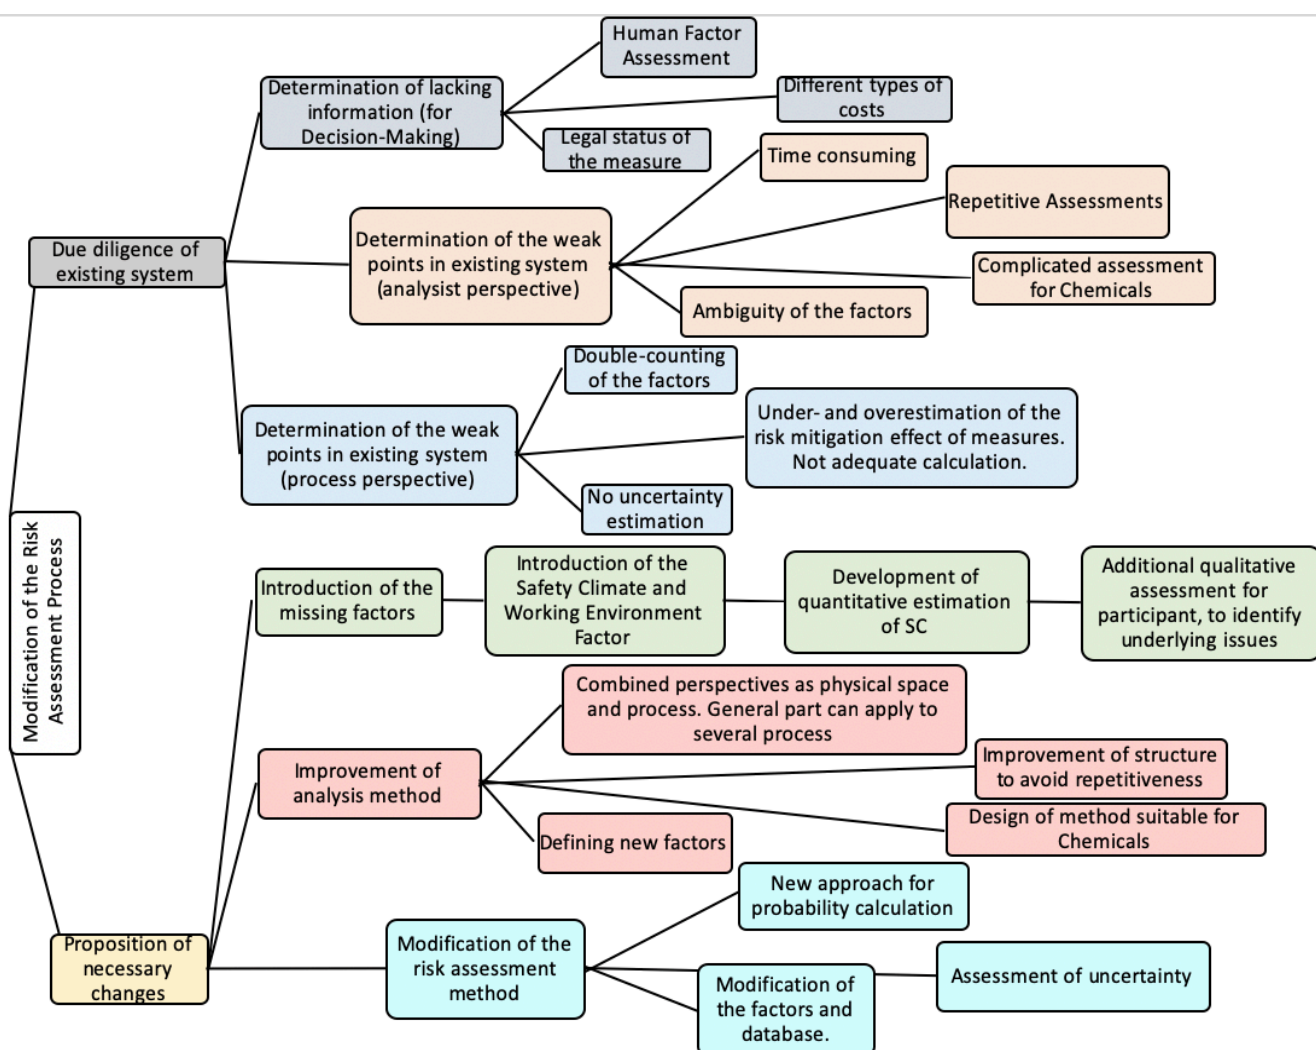 Human Factor
Assessment
Determination of lacking
information (for
Decision-Making)
Different types of
costs
Legal status of
the measure
Time consuming
Repetitive Assessments
Due diligence of
existing system
Determination of the weak
points in existing system
(analysist perspective)
Complicated assessment
for Chemicals
Ambiguity of the factors
Double-counting
of the factors
Determination of the weak
points in existing system
(process perspective)
Under- and overestimation of the
risk mitigation effect of measures.
Not adequate calculation.
No uncertainty
estimation
Modification of the Risk
Assessment Process
Introduction of the
missing factors
Introduction of the
Safety Climate and
Working Environment
Factor
Development of
quantitative estimation
of SC
Additional qualitative
assessment for
participant, to identify
underlying issues
Combined perspectives as physical space
and process. General part can apply to
several process
Improvement of
analysis method
Improvement of structure
to avoid repetitiveness
Design of method suitable for
Chemicals
Defining new factors
New approach for
probability calculation
Proposition of
necessary
changes
Modification of the
risk assessment
method
Assessment of uncertainty
Modification of
the factors and
database.